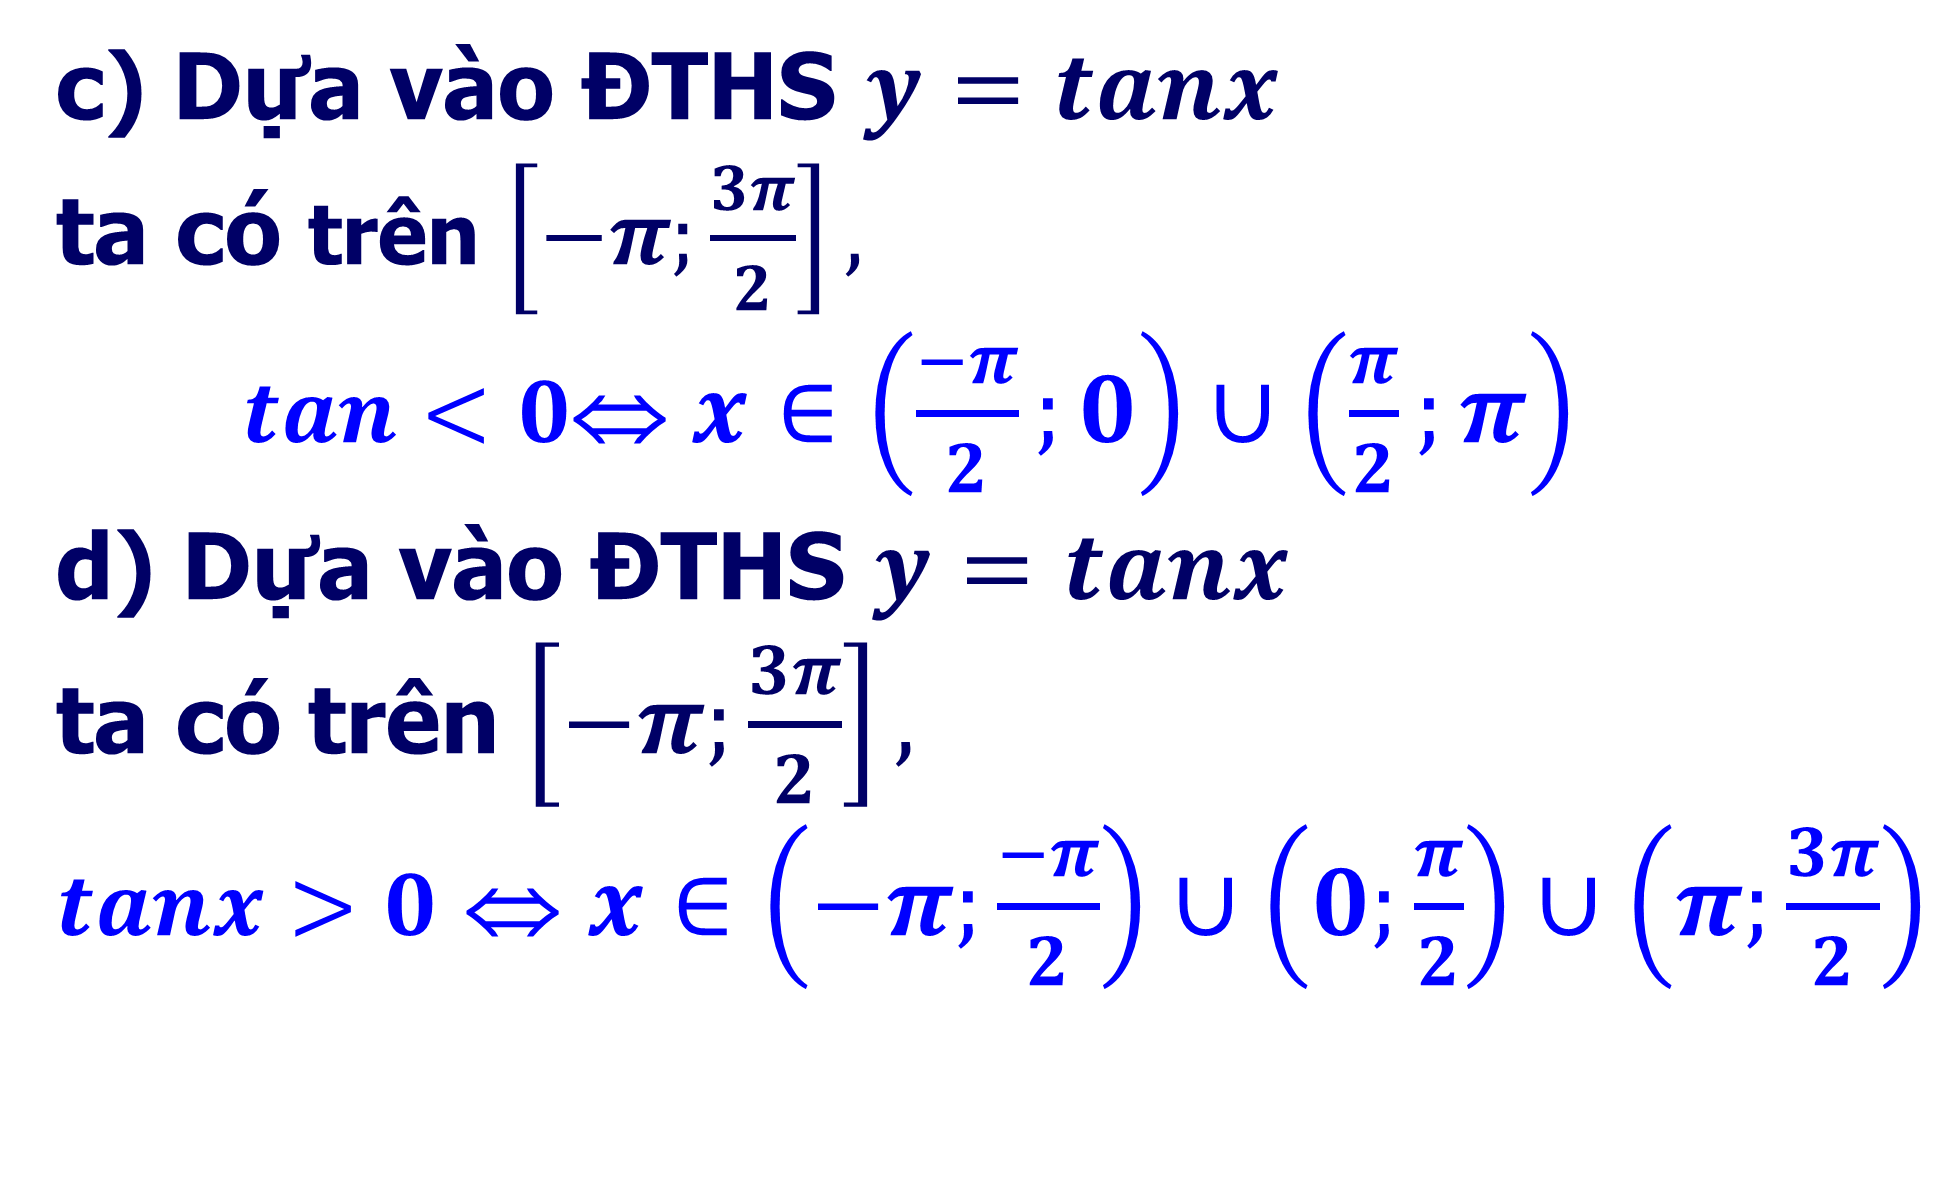 c) Dựa vào ĐTHS y = tanx
ta có trên [−π; 3π/2],
tan < 0⇔ x ∈ (−π/2; 0) ∪ (π/2; π)
d) Dựa vào ĐTHS y = tanx
ta có trên [−π; 3π/2],
tanx > 0 ⇔ x ∈ (−π; −π/2) ∪ (0; π/2) ∪ (π; 3π/2)